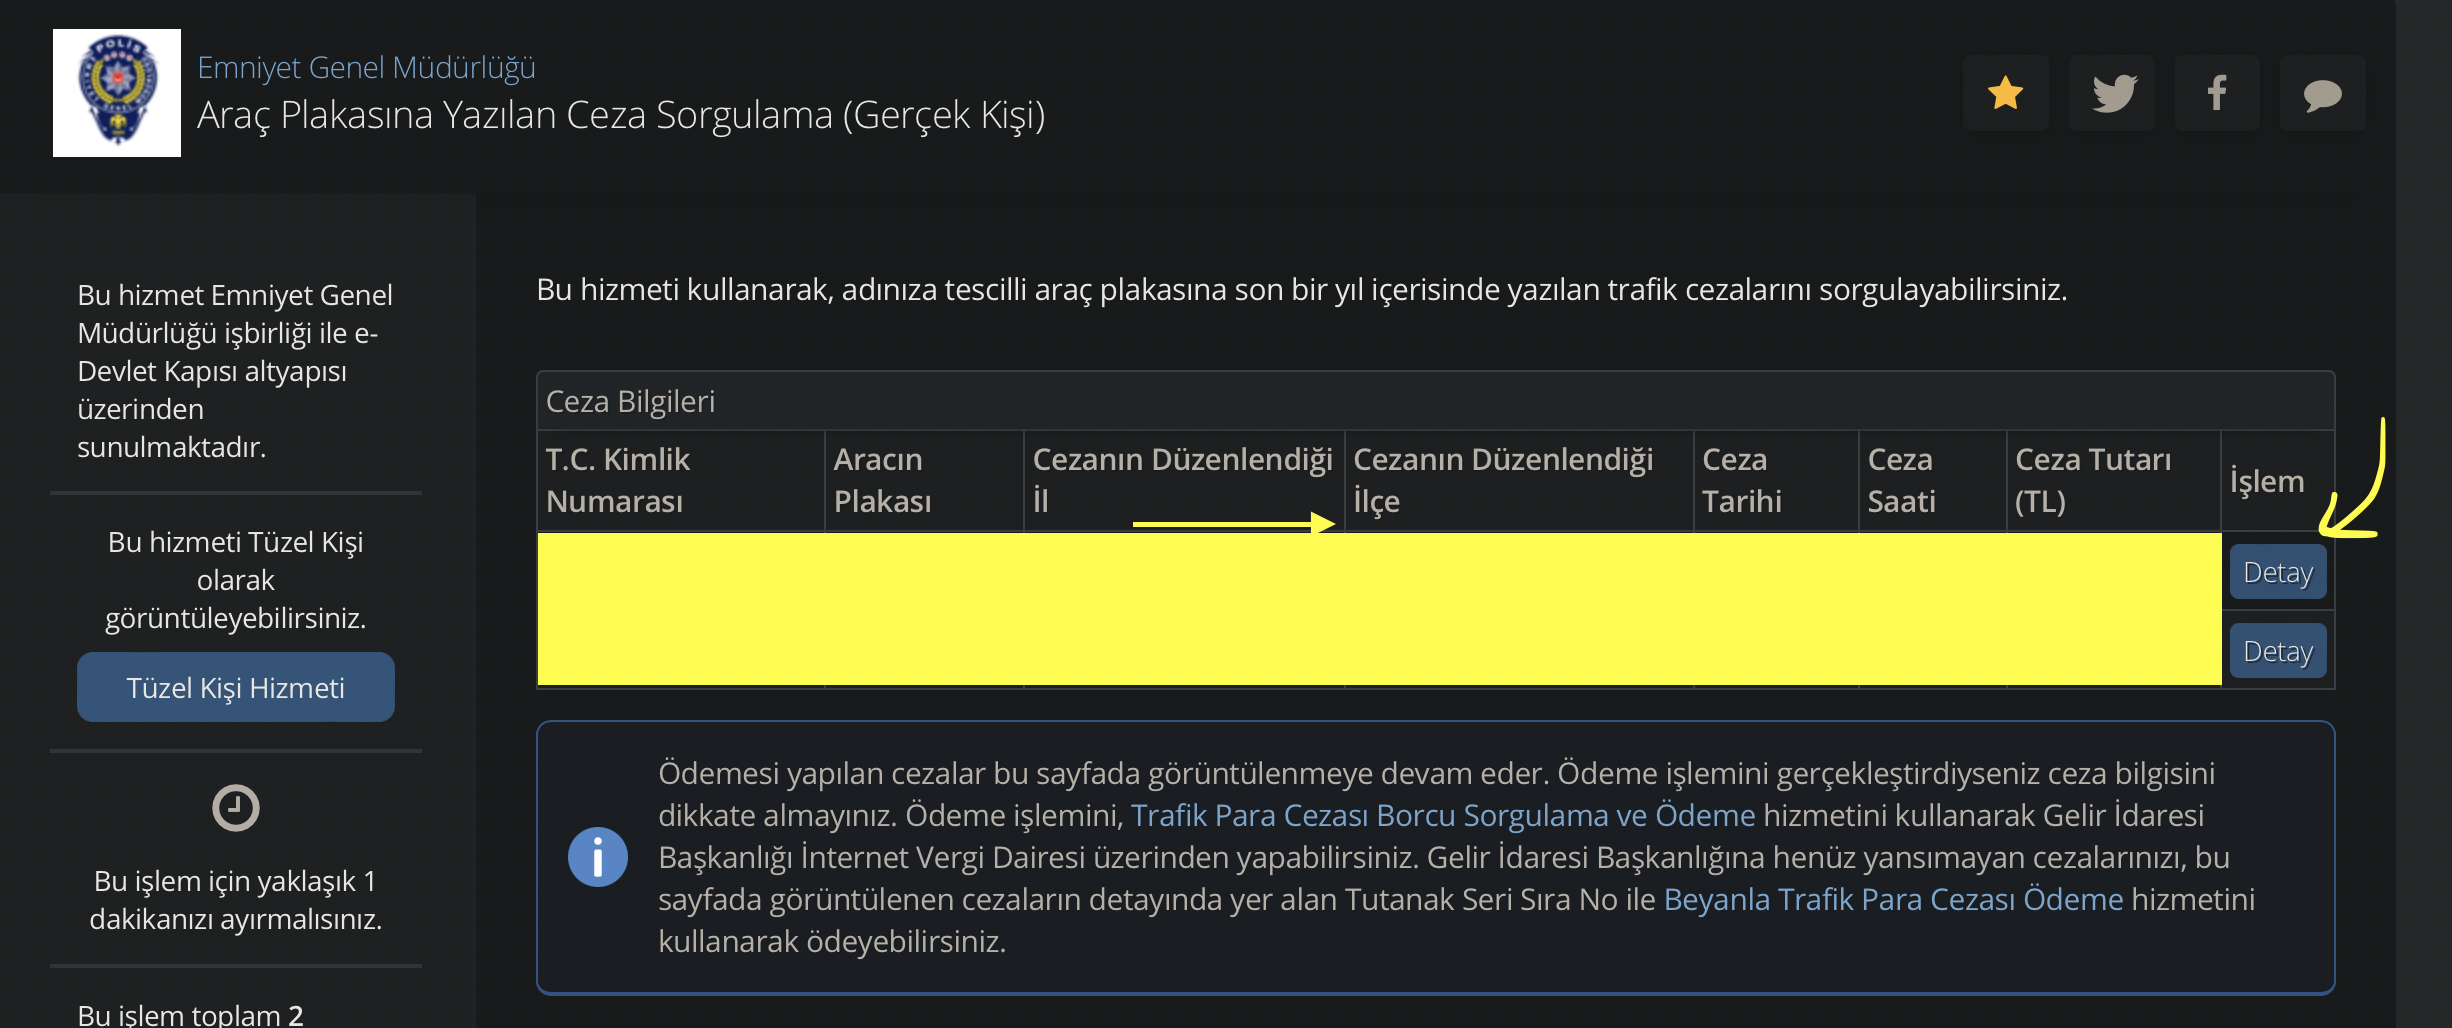 POLİS
Emniyet Genel Müdürlüğü
Araç Plakasına Yazılan Ceza Sorgulama (Gerçek Kişi)
Bu hizmet Emniyet Genel
Müdürlüğü işbirliği ile e-
Devlet Kapısı altyapısı
üzerinden
sunulmaktadır.
Bu hizmeti Tüzel Kişi
olarak
görüntüleyebilirsiniz.
Tüzel Kişi Hizmeti
Bu işlem için yaklaşık 1
dakikanızı ayırmalısınız.
Bu işlem toplam 2
Bu hizmeti kullanarak, adınıza tescilli araç plakasına son bir yıl içerisinde yazılan trafik cezalarını sorgulayabilirsiniz.
Ceza Bilgileri
T.C. Kimlik
Numarası
Aracın
Plakası
Cezanın Düzenlendiği
İl
Cezanın Düzenlendiği
İlçe
Ceza
Tarihi
Ceza
Saati
Ceza Tutarı
(TL)
İşlem
Detay
Detay
Ödemesi yapılan cezalar bu sayfada görüntülenmeye devam eder. Ödeme işlemini gerçekleştirdiyseniz ceza bilgisini
dikkate almayınız. Ödeme işlemini, Trafik Para Cezası Borcu Sorgulama ve Ödeme hizmetini kullanarak Gelir İdaresi
Başkanlığı İnternet Vergi Dairesi üzerinden yapabilirsiniz. Gelir İdaresi Başkanlığına henüz yansımayan cezalarınızı, bu
sayfada görüntülenen cezaların detayında yer alan Tutanak Seri Sıra No ile Beyanla Trafik Para Cezası Ödeme hizmetini
kullanarak ödeyebilirsiniz.